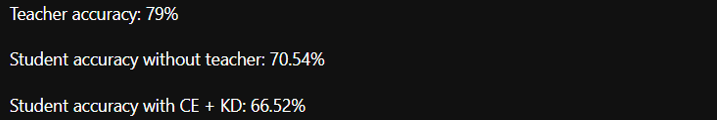 Teacher accuracy: 79%
Student accuracy without teacher: 70.54%
Student accuracy with CE + KD: 66.52%